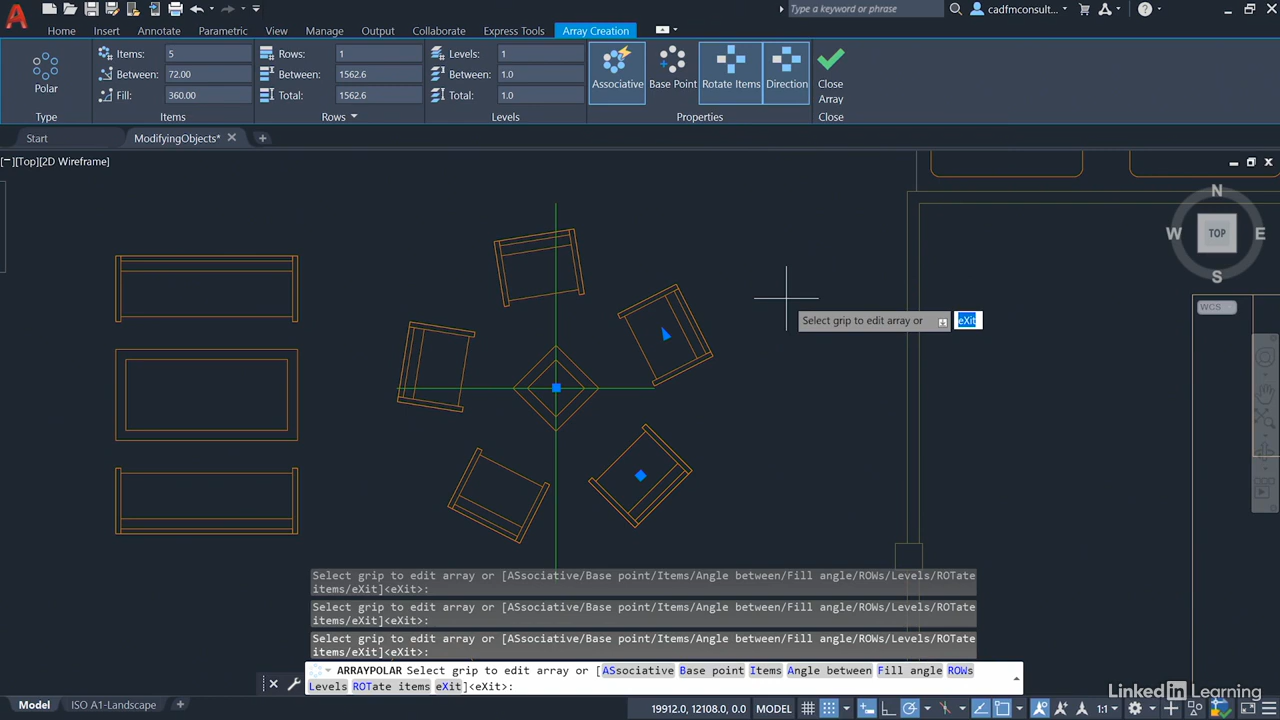 Type a keyword or phrase
cadfmconsult...
Home Insert Annotate Parametric View Manage Output Collaborate Express Tools Array Creation
Items: 5 Rows: 1 Levels: 1
Between: 72.00 Between: 1562.6 Between: 1.0
Fill: 360.00 Total: 1562.6 Total: 1.0
Polar
Associative Base Point Rotate Items Direction
Close
Array
Type Items Rows Levels Properties Close
Start ModifyingObjects*
[−][Top][2D Wireframe]
N
W TOP E
S
WCS
Select grip to edit array or eXit
Select grip to edit array or [ASsociative/Base point/Items/Angle between/Fill angle/ROWs/Levels/ROTate
items/eXit]<eXit>:
Select grip to edit array or [ASsociative/Base point/Items/Angle between/Fill angle/ROWs/Levels/ROTate
items/eXit]<eXit>:
Select grip to edit array or [ASsociative/Base point/Items/Angle between/Fill angle/ROWs/Levels/ROTate
items/eXit]<eXit>:
ARRAYPOLAR Select grip to edit array or [ASsociative Base point Items Angle between Fill angle ROWs
Levels ROTate items eXit]<eXit>:
Linked in Learning
Model ISO A1-Landscape
19912.0, 12108.0, 0.0 MODEL 1:1